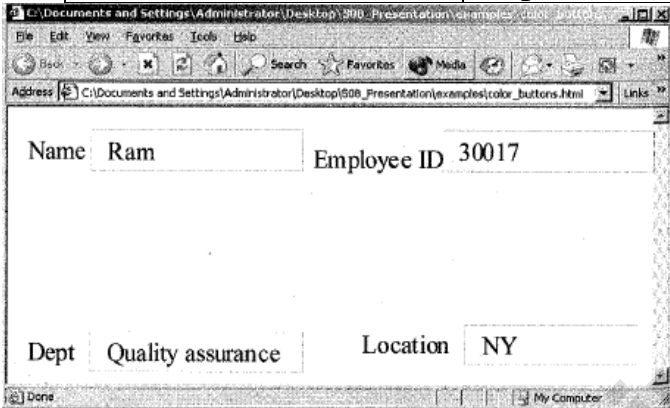 C:\Documents and Settings\Administrator\Desktop\508_Presentation\examples\color_buttons
File Edit View Favorites Tools Help
Back Search Favorites Media
Address C:\Documents and Settings\Administrator\Desktop\508_Presentation\examples\color_buttons.html Links
Name Ram Employee ID 30017
Dept Quality assurance Location NY
Done My Computer